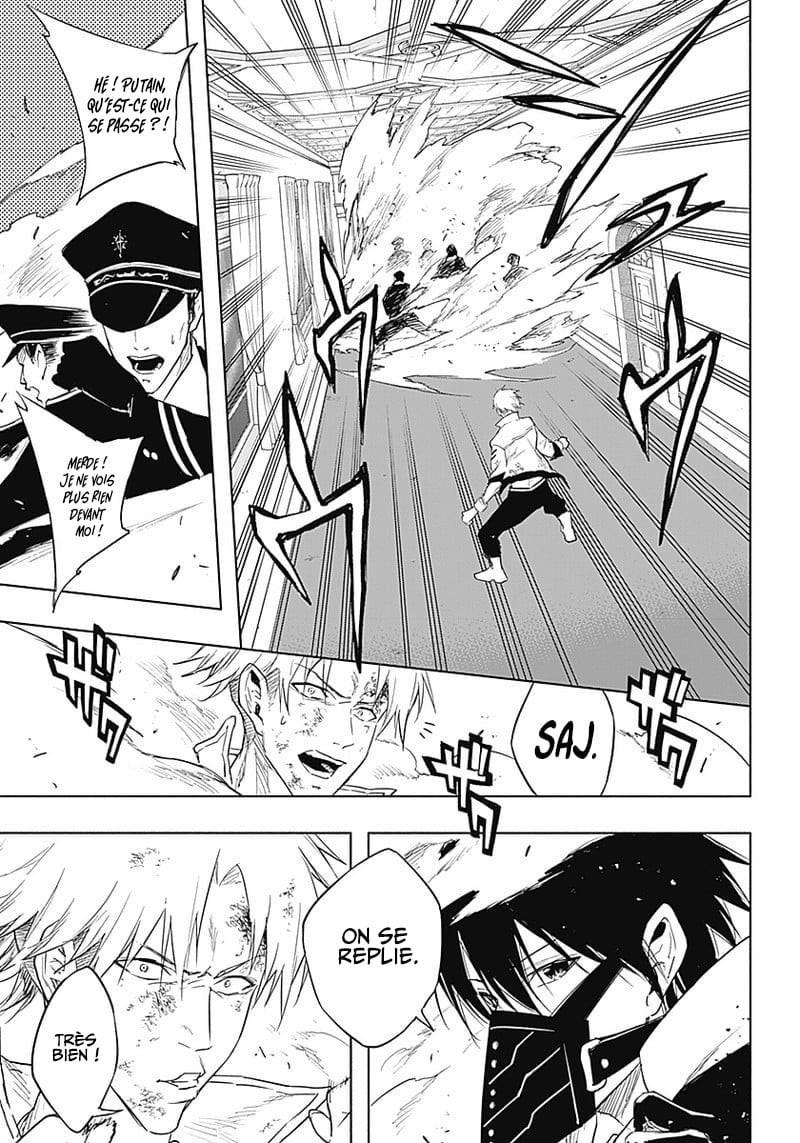 HÉ ! PUTAIN,
QU'EST-CE QUI
SE PASSE ? !
MERDE !
JE NE VOIS
PLUS RIEN
DEVANT
MOI !
SAJ.
ON SE
REPLIE.
TRÈS
BIEN !